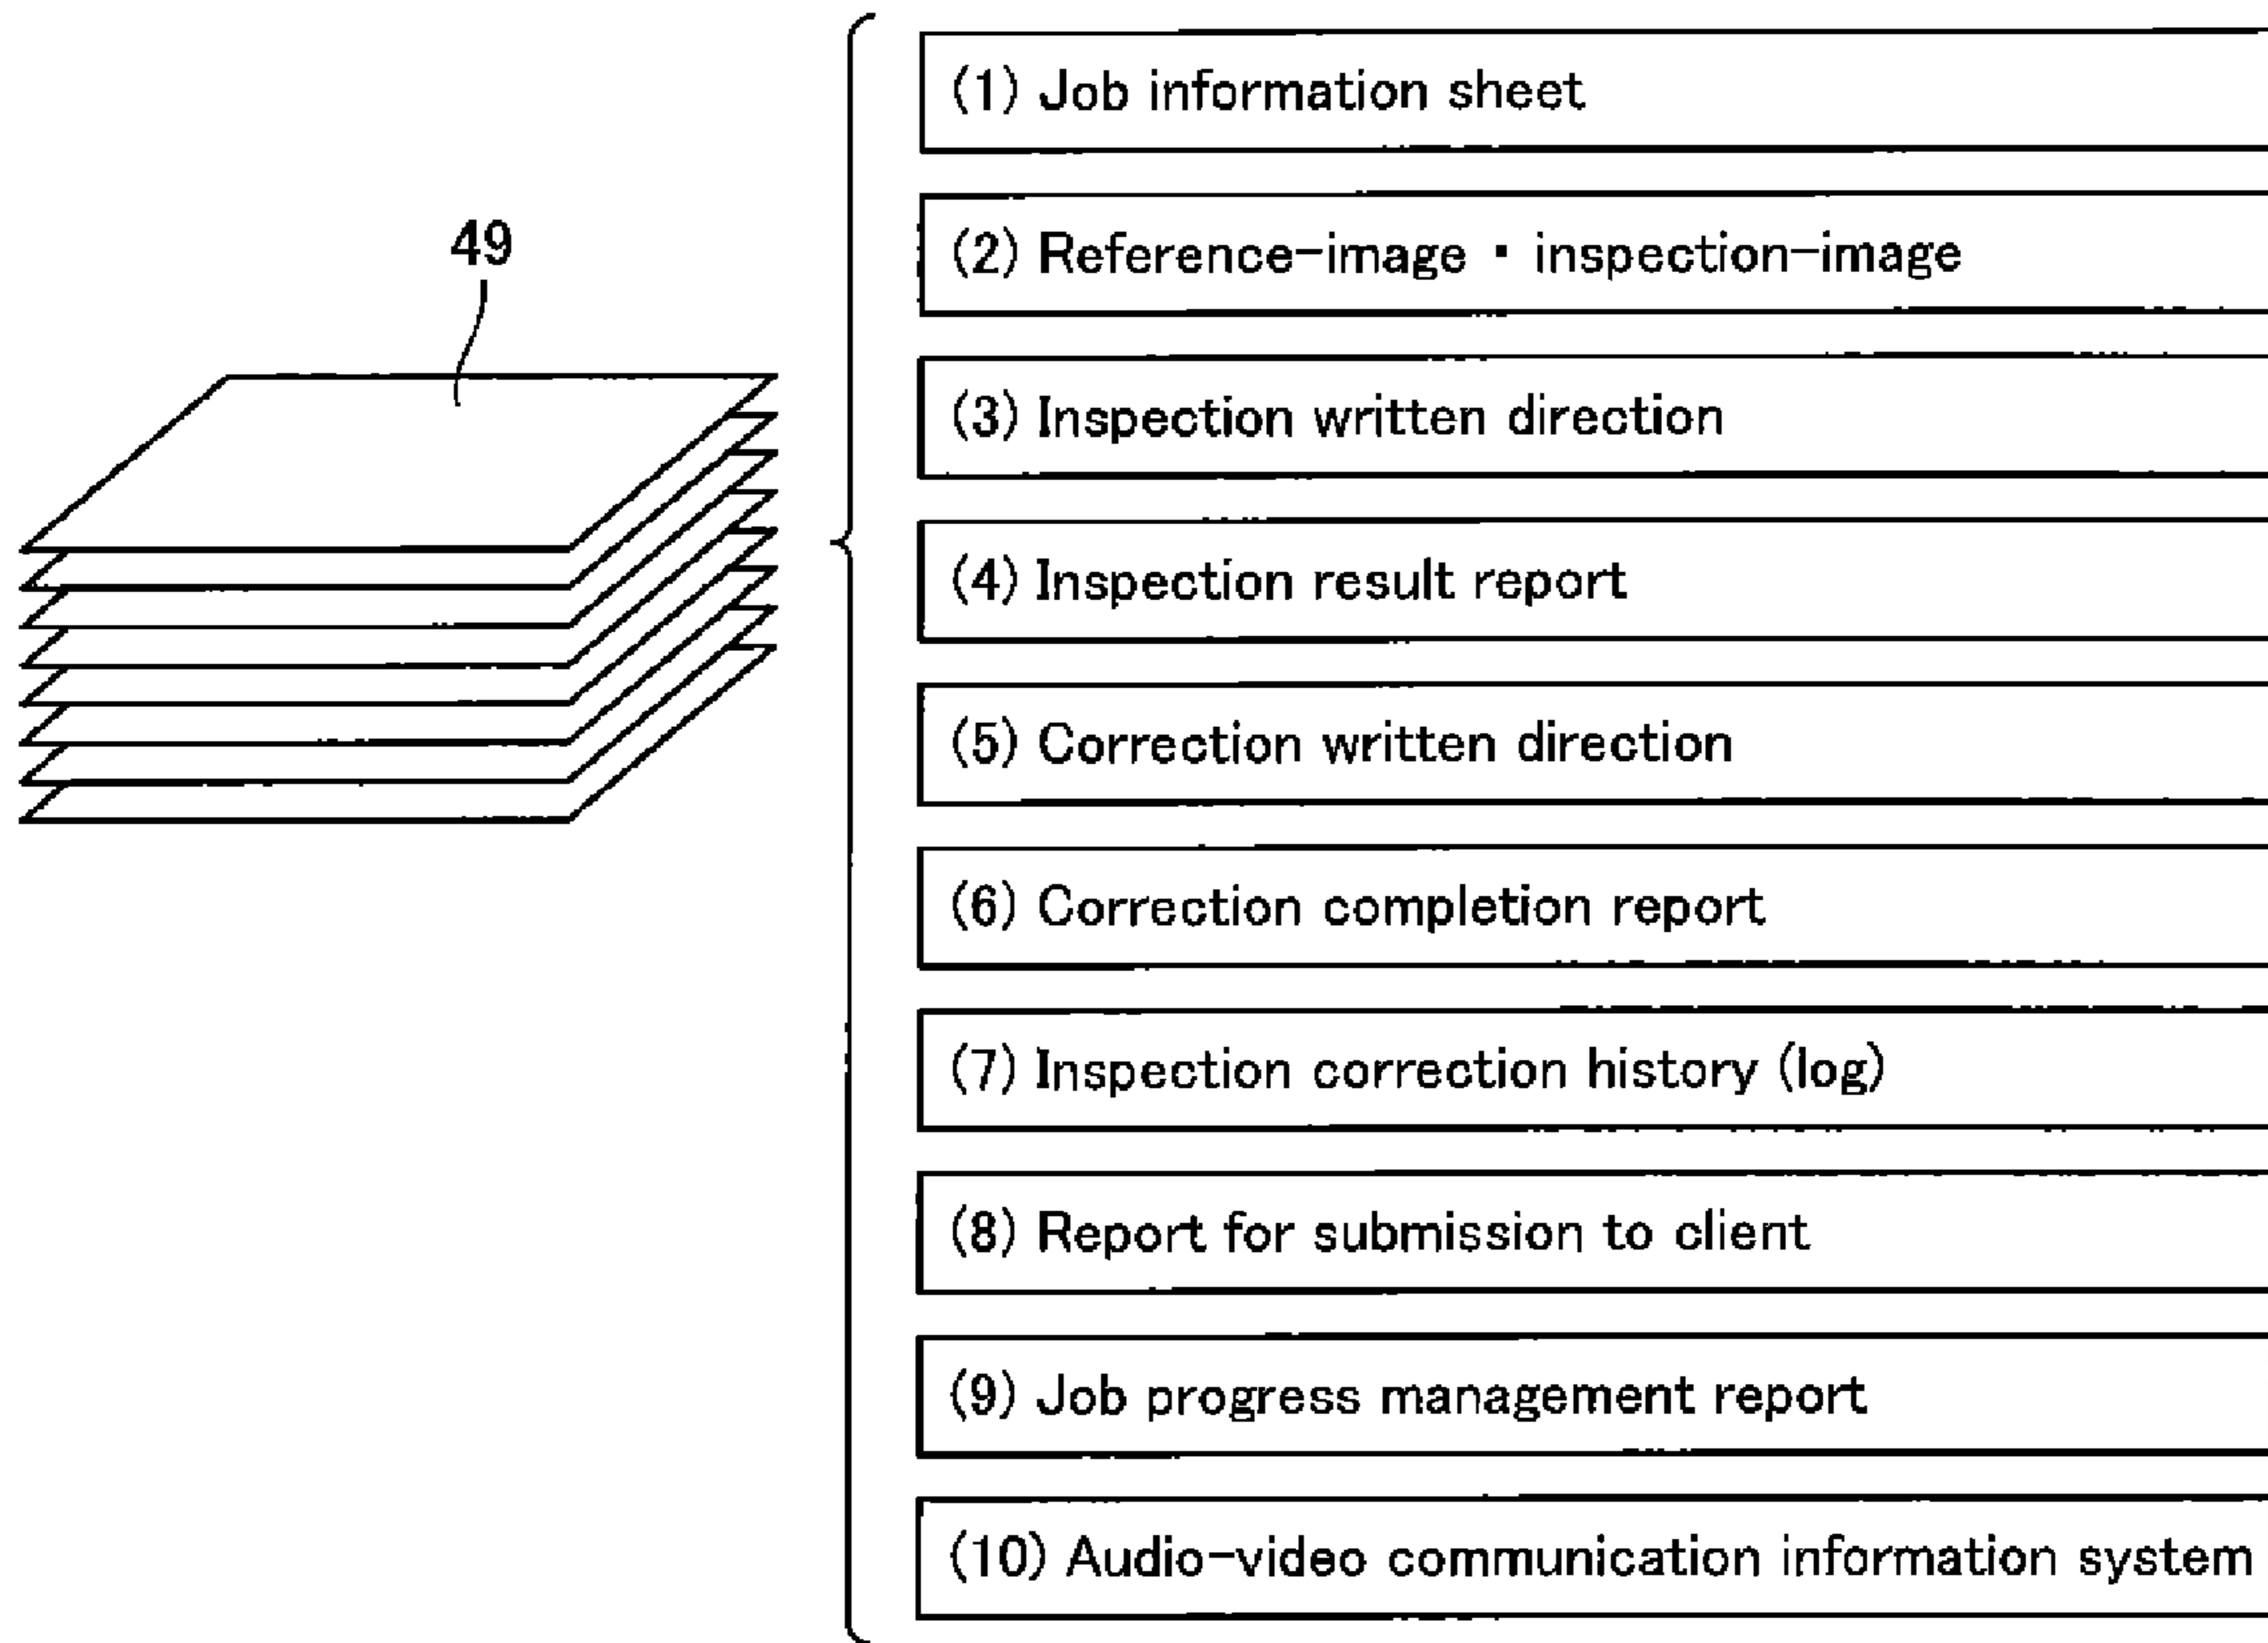 49
(1) Job information sheet
(2) Reference-image ・ inspection-image
(3) Inspection written direction
(4) Inspection result report
(5) Correction written direction
(6) Correction completion report
(7) Inspection correction history (log)
(8) Report for submission to client
(9) Job progress management report
(10) Audio-video communication information system